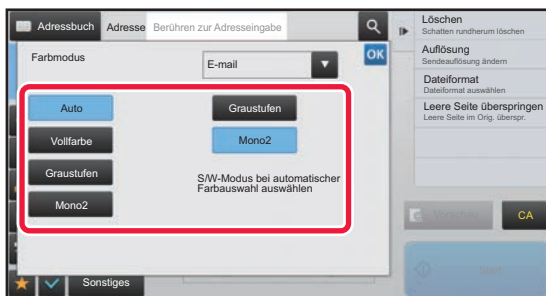 Adressbuch
Adresse
Berühren zur Adresseingabe
Löschen
Schatten rundherum löschen
Auflösung
Sendeauflösung ändern
Dateiformat
Dateiformat auswählen
Leere Seite überspringen
Leere Seite im Orig. überspr.
Farbmodus
E-mail
OK
Auto
Vollfarbe
Graustufen
Mono2
Graustufen
Mono2
S/W-Modus bei automatischer
Farbauswahl auswählen
Vorschau
CA
Start
Sonstiges